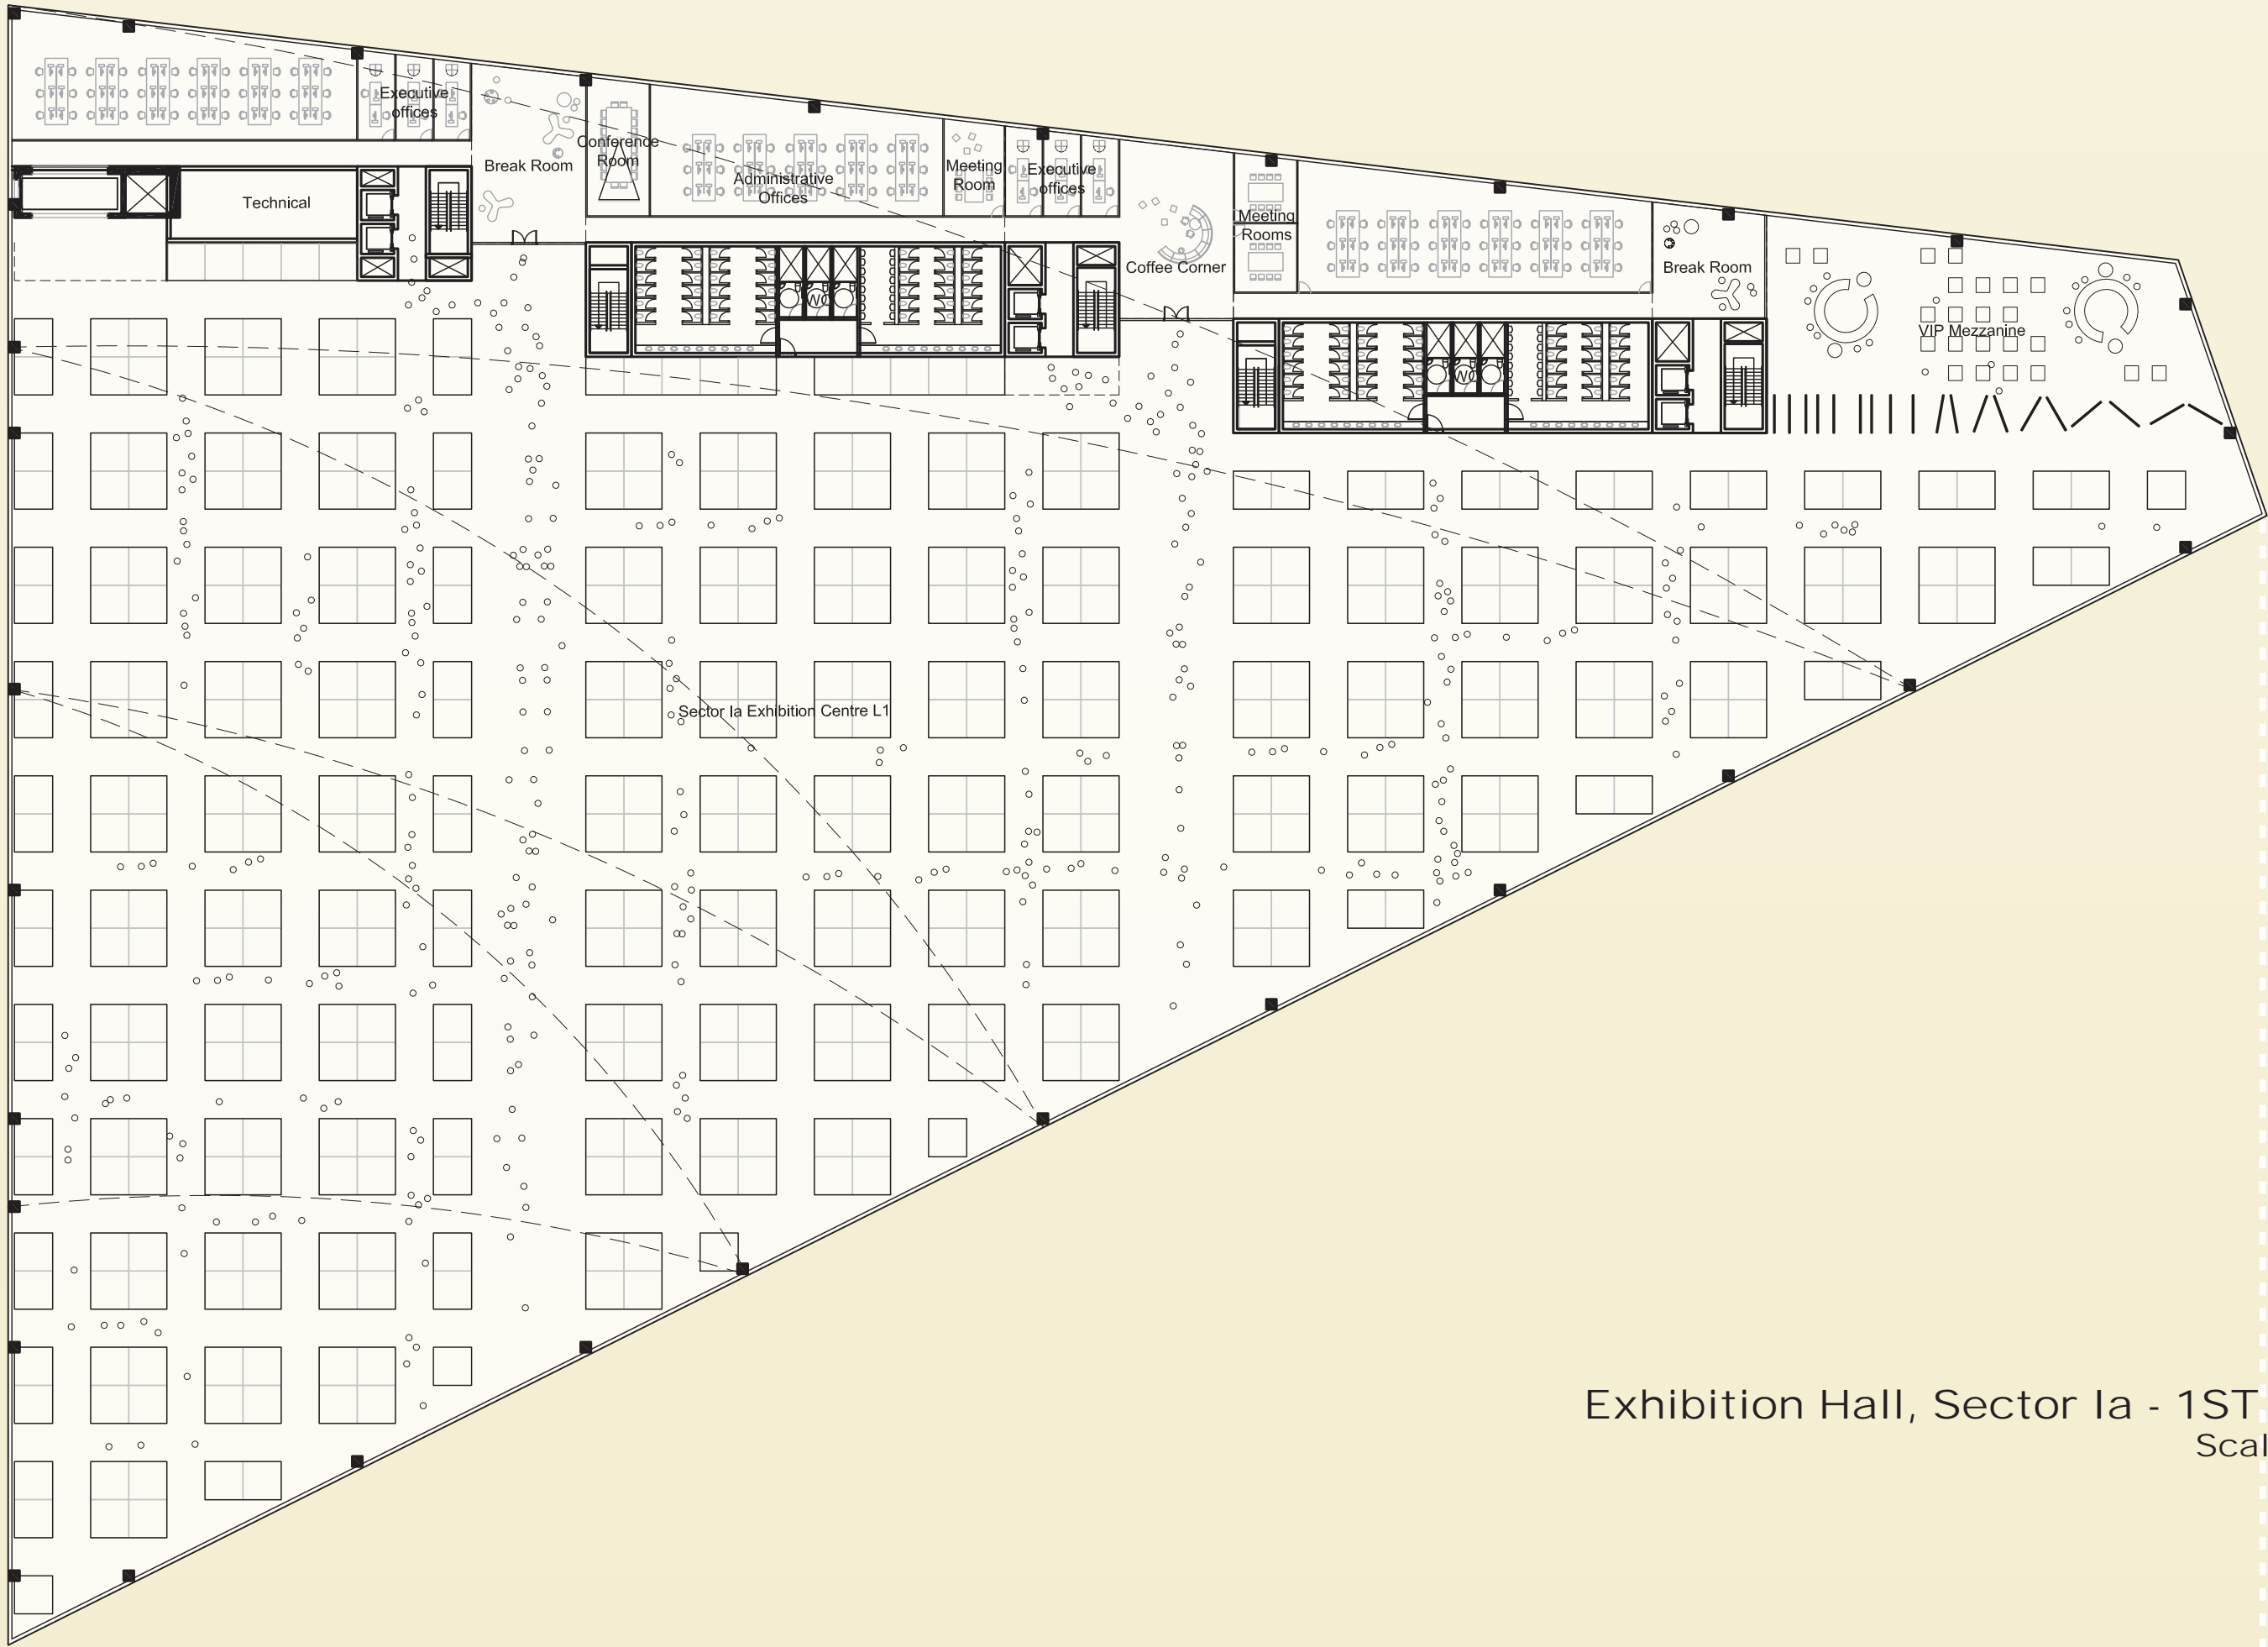 Executive
offices
Break Room
Conference
Room
Administrative
Offices
Meeting
Room
Executive
offices
Technical
Meeting
Rooms
Coffee Corner
Break Room
WC
WC
VIP Mezzanine
Sector Ia Exhibition Centre L1
Exhibition Hall, Sector Ia - 1ST